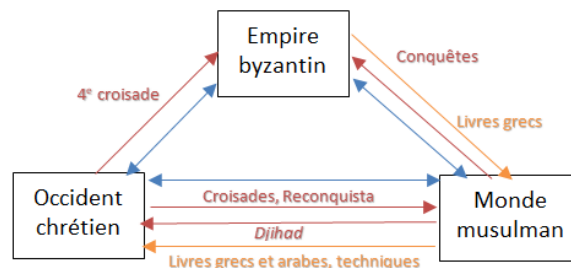 Empire
byzantin
Conquêtes
4e croisade
Livres grecs
Occident
chrétien
Croisades, Reconquista
Monde
musulman
Djihad
Livres grecs et arabes, techniques